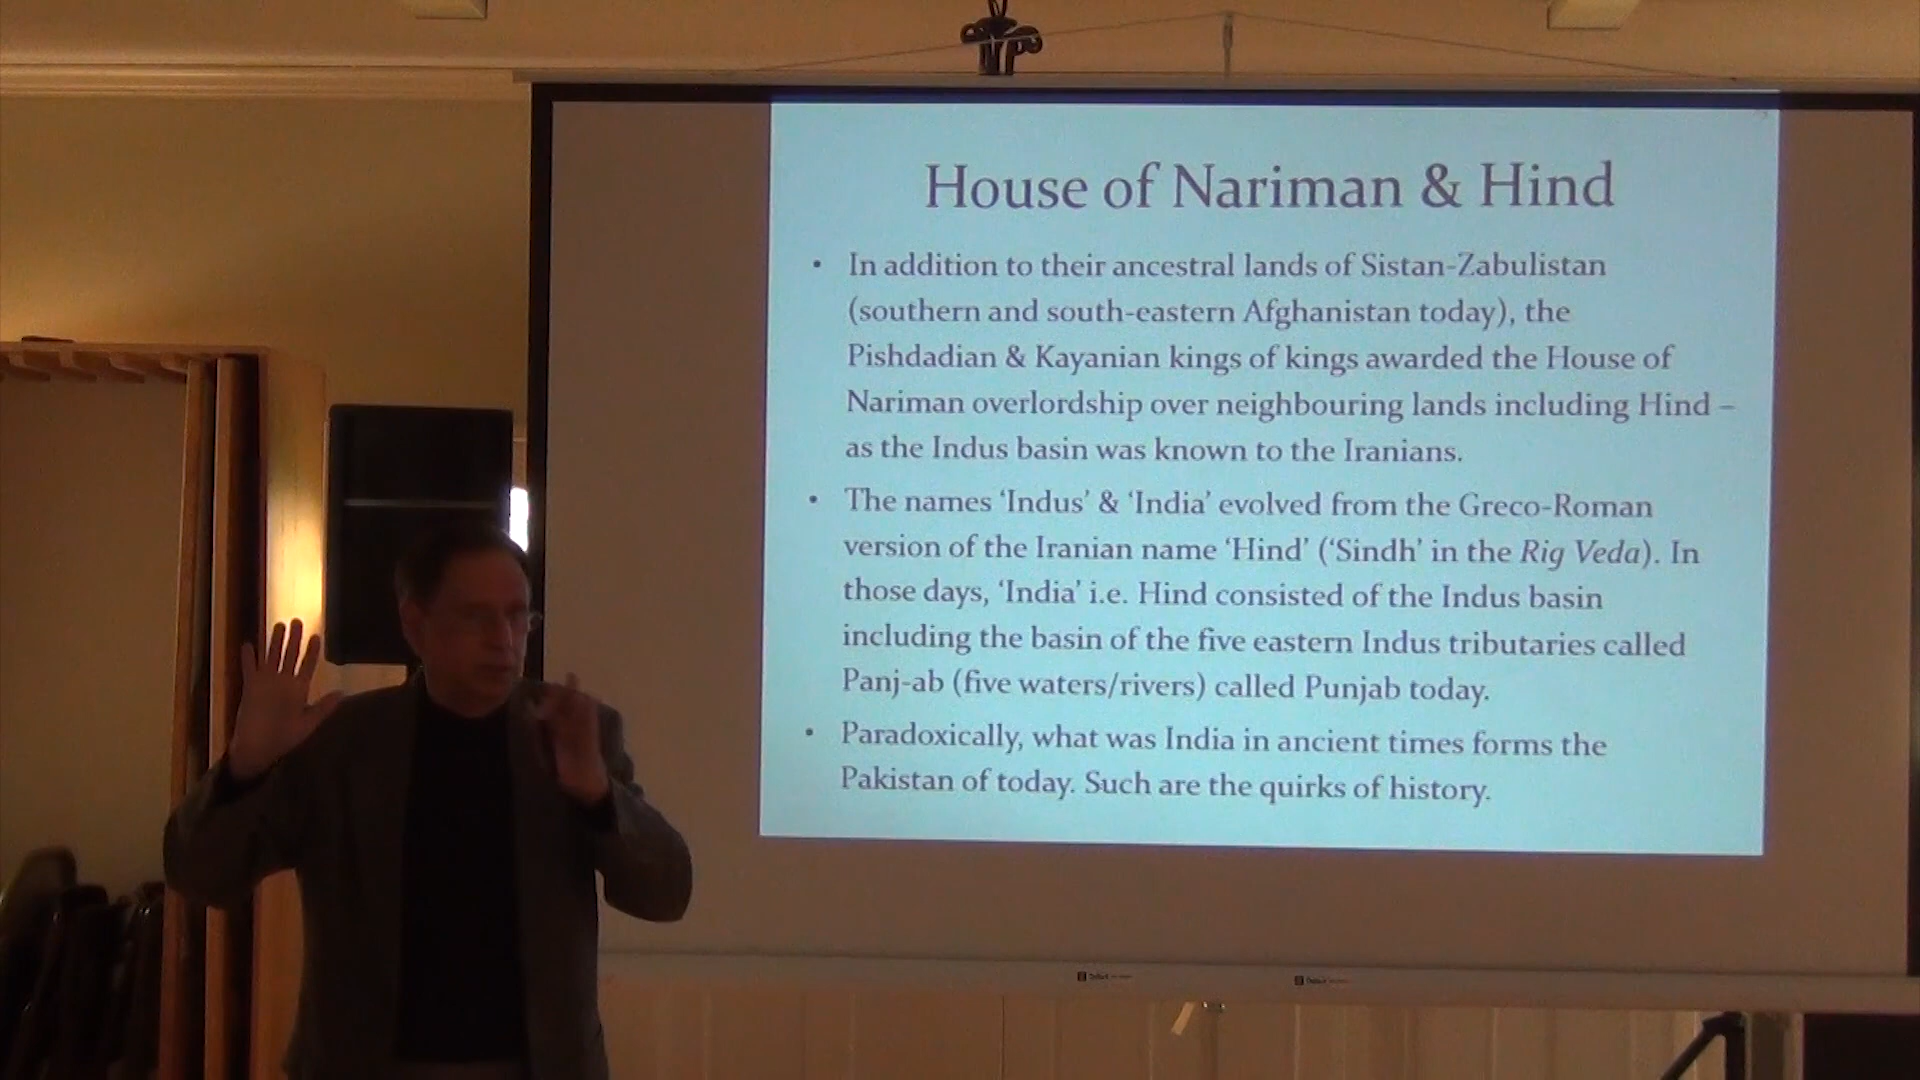 House of Nariman & Hind
• In addition to their ancestral lands of Sistan-Zabulistan
(southern and south-eastern Afghanistan today), the
Pishdadian & Kayanian kings of kings awarded the House of
Nariman overlordship over neighbouring lands including Hind –
as the Indus basin was known to the Iranians.
• The names ‘Indus’ & ‘India’ evolved from the Greco-Roman
version of the Iranian name ‘Hind’ (‘Sindh’ in the Rig Veda). In
those days, ‘India’ i.e. Hind consisted of the Indus basin
including the basin of the five eastern Indus tributaries called
Panj-ab (five waters/rivers) called Punjab today.
• Paradoxically, what was India in ancient times forms the
Pakistan of today. Such are the quirks of history.